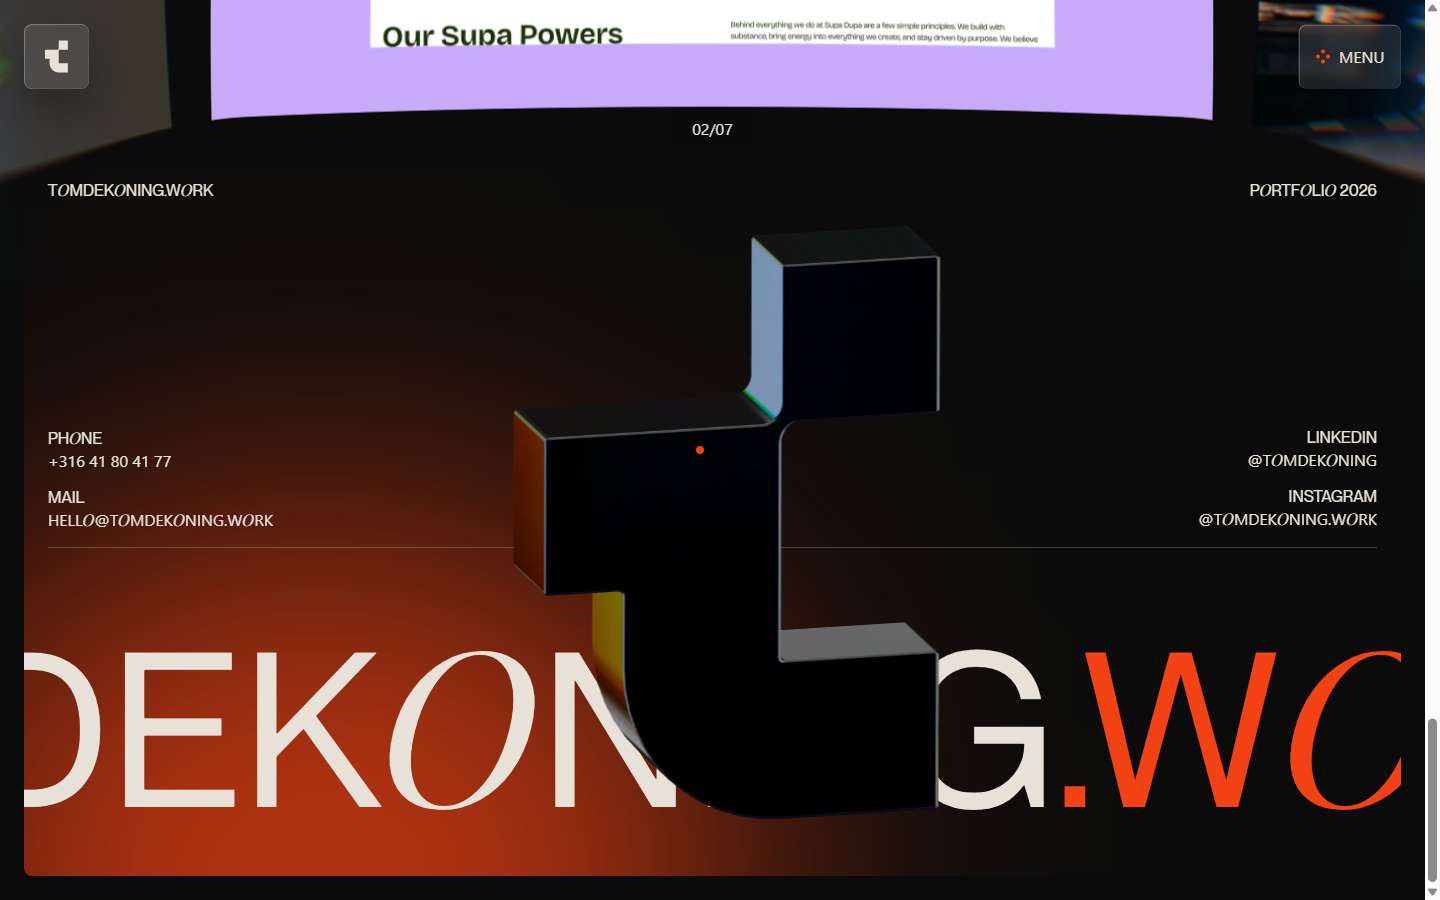 Our Supa Powers
Behind everything we do at Supa Dupa are a few simple principles. We build with
substance, bring energy into everything we create, and stay driven by purpose. We believe
MENU
02/07
TOMDEKONING.WORK
PORTFOLIO 2026
PHONE
+316 41 80 41 77
MAIL
HELLO@TOMDEKONING.WORK
LINKEDIN
@TOMDEKONING
INSTAGRAM
@TOMDEKONING.WORK
DEKON G.WO